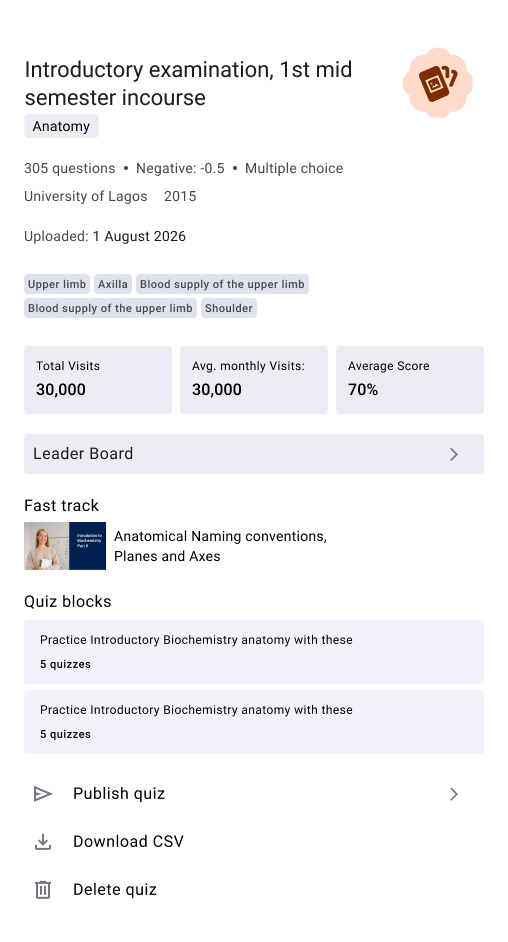 Introductory examination, 1st mid
semester incourse
Anatomy
305 questions • Negative: -0.5 • Multiple choice
University of Lagos 2015
Uploaded: 1 August 2026
Upper limb Axilla Blood supply of the upper limb
Blood supply of the upper limb Shoulder
Total Visits
30,000
Avg. monthly Visits:
30,000
Average Score
70%
Leader Board
Fast track
Introdution to
Biochemistry
Part II
Anatomical Naming conventions,
Planes and Axes
Quiz blocks
Practice Introductory Biochemistry anatomy with these
5 quizzes
Practice Introductory Biochemistry anatomy with these
5 quizzes
Publish quiz
Download CSV
Delete quiz